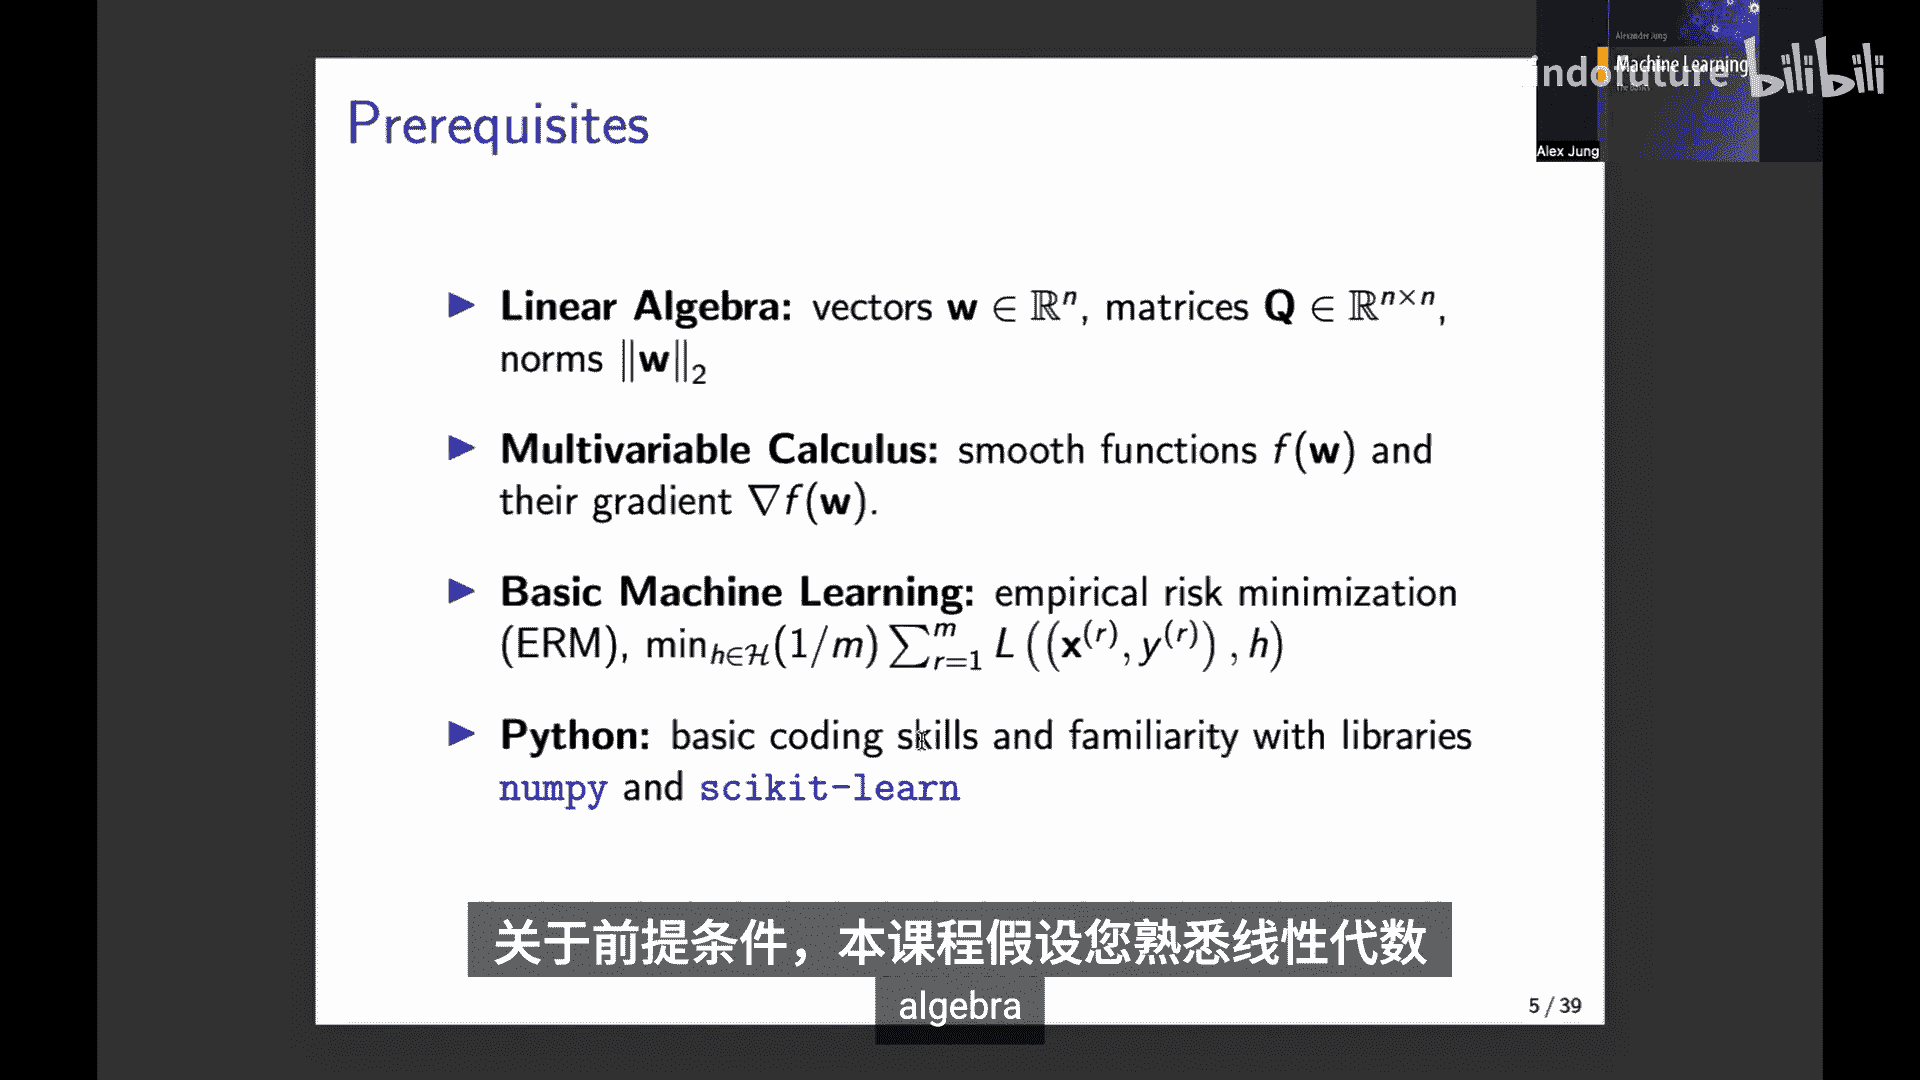 Alexander Jung
Machine Learning
indofuture bilibili
Alex Jung
Prerequisites
▶ Linear Algebra: vectors w ∈ ℝⁿ, matrices Q ∈ ℝⁿˣⁿ,
norms ‖w‖₂
▶ Multivariable Calculus: smooth functions f(w) and
their gradient ∇f(w).
▶ Basic Machine Learning: empirical risk minimization
(ERM), min_{h∈ℋ}(1/m) ∑_{r=1}^{m} L((x^{(r)}, y^{(r)}), h)
▶ Python: basic coding skills and familiarity with libraries
numpy and scikit-learn
关于前提条件，本课程假设您熟悉线性代数
algebra
5 / 39